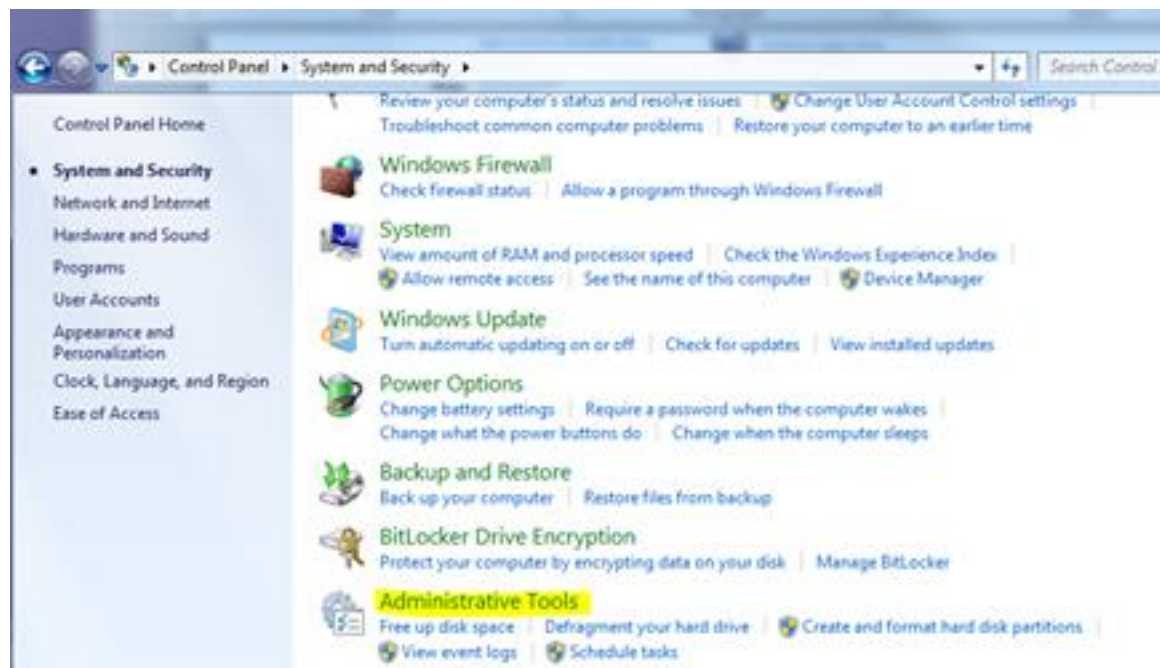 Control Panel System and Security Search Control
Control Panel Home
System and Security
Network and Internet
Hardware and Sound
Programs
User Accounts
Appearance and
Personalization
Clock, Language, and Region
Ease of Access
Review your computer's status and resolve issues Change User Account Control settings
Troubleshoot common computer problems Restore your computer to an earlier time
Windows Firewall
Check firewall status Allow a program through Windows Firewall
System
View amount of RAM and processor speed Check the Windows Experience Index
Allow remote access See the name of this computer Device Manager
Windows Update
Turn automatic updating on or off Check for updates View installed updates
Power Options
Change battery settings Require a password when the computer wakes
Change what the power buttons do Change when the computer sleeps
Backup and Restore
Back up your computer Restore files from backup
BitLocker Drive Encryption
Protect your computer by encrypting data on your disk Manage BitLocker
Administrative Tools
Free up disk space Defragment your hard drive Create and format hard disk partitions
View event logs Schedule tasks